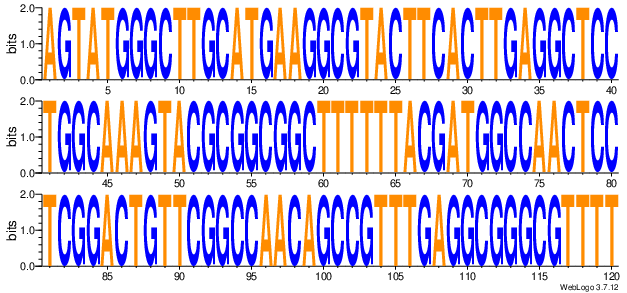 2.0
1.0
0.0
bits
AGTATGGGCTTGCATGAAGGCGTACTTCACTTGAGGCTCC
5 10 15 20 25 30 35 40
2.0
1.0
0.0
bits
TGGCAAAGTACGCGGCGGCTTTTTTACGATGGCCAACTCC
45 50 55 60 65 70 75 80
2.0
1.0
0.0
bits
TCGGACTGTTCGGCCAACAGCCGTTTGAGGCGGGCGTTTT
85 90 95 100 105 110 115 120
WebLogo 3.7.12